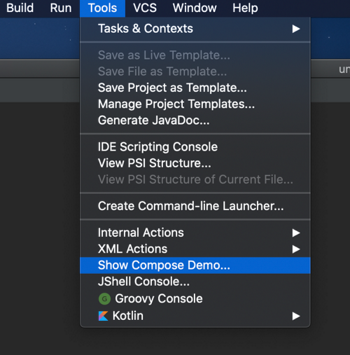 Build Run Tools VCS Window Help
Tasks & Contexts
un
Save as Live Template...
Save File as Template...
Save Project as Template...
Manage Project Templates...
Generate JavaDoc...
IDE Scripting Console
View PSI Structure...
View PSI Structure of Current File...
Create Command-line Launcher...
Internal Actions
XML Actions
Show Compose Demo...
JShell Console...
G Groovy Console
Kotlin